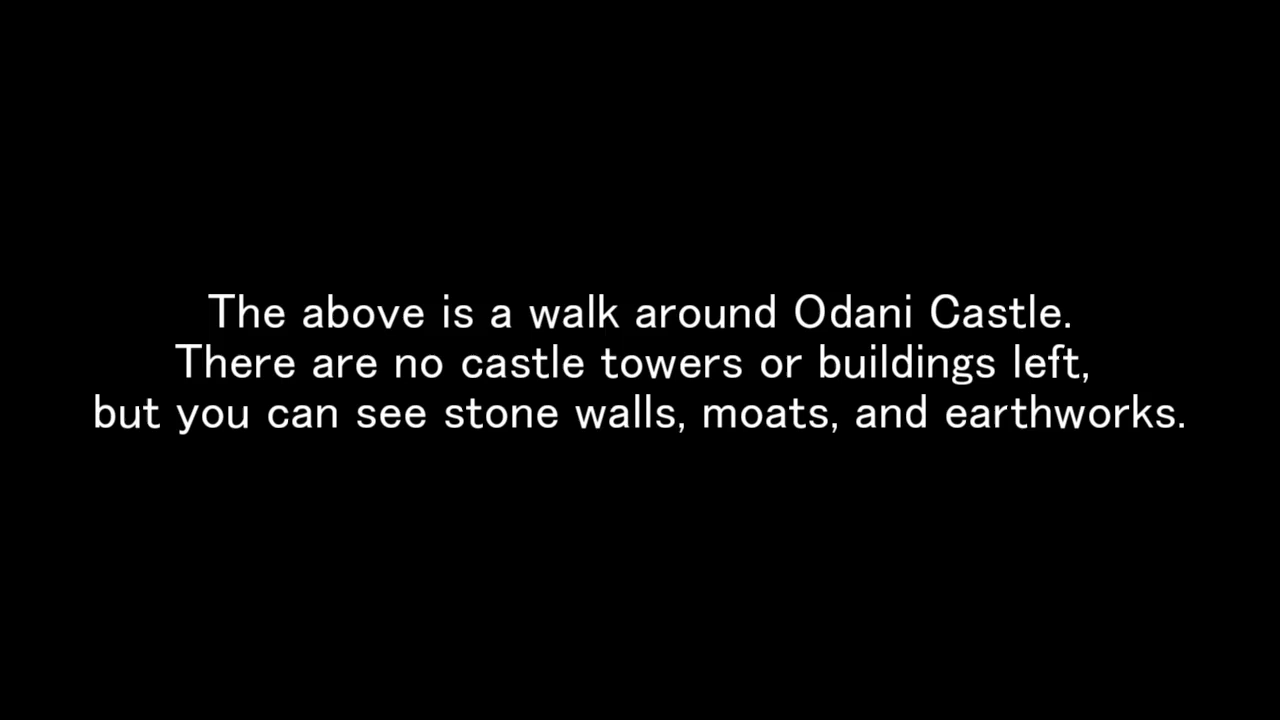 The above is a walk around Odani Castle.
There are no castle towers or buildings left,
but you can see stone walls, moats, and earthworks.